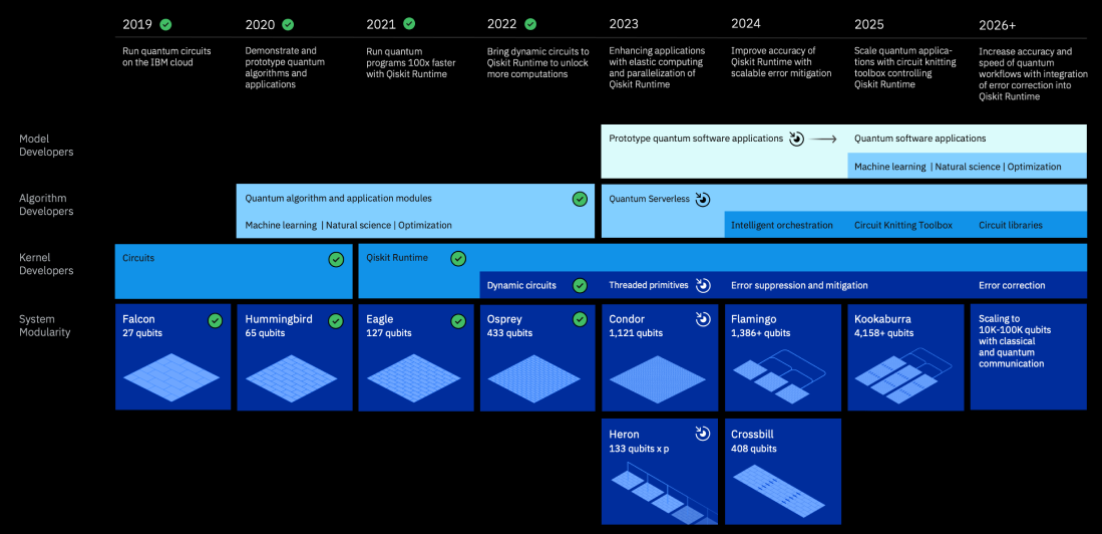 2019
2020
2021
2022
2023
2024
2025
2026+
Run quantum circuits
on the IBM cloud
Demonstrate and
prototype quantum
algorithms and
applications
Run quantum
programs 100x faster
with Qiskit Runtime
Bring dynamic circuits to
Qiskit Runtime to unlock
more computations
Enhancing applications
with elastic computing
and parallelization of
Qiskit Runtime
Improve accuracy of
Qiskit Runtime with
scalable error mitigation
Scale quantum applica-
tions with circuit knitting
toolbox controlling
Qiskit Runtime
Increase accuracy and
speed of quantum
workflows with integration
of error correction into
Qiskit Runtime
Model
Developers
Prototype quantum software applications
Quantum software applications
Machine learning | Natural science | Optimization
Algorithm
Developers
Quantum algorithm and application modules
Machine learning | Natural science | Optimization
Quantum Serverless
Intelligent orchestration
Circuit Knitting Toolbox
Circuit libraries
Kernel
Developers
Circuits
Qiskit Runtime
Dynamic circuits
Threaded primitives
Error suppression and mitigation
Error correction
System
Modularity
Falcon
27 qubits
Hummingbird
65 qubits
Eagle
127 qubits
Osprey
433 qubits
Condor
1,121 qubits
Flamingo
1,386+ qubits
Kookaburra
4,158+ qubits
Scaling to
10K-100K qubits
with classical
and quantum
communication
Heron
133 qubits x p
Crossbill
408 qubits